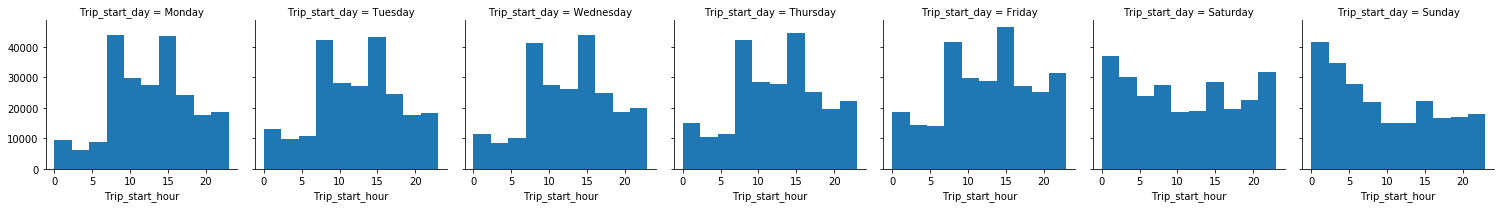 Trip_start_day = Monday
Trip_start_day = Tuesday
Trip_start_day = Wednesday
Trip_start_day = Thursday
Trip_start_day = Friday
Trip_start_day = Saturday
Trip_start_day = Sunday
40000
30000
20000
10000
0
0 5 10 15 20
0 5 10 15 20
0 5 10 15 20
0 5 10 15 20
0 5 10 15 20
0 5 10 15 20
0 5 10 15 20
Trip_start_hour
Trip_start_hour
Trip_start_hour
Trip_start_hour
Trip_start_hour
Trip_start_hour
Trip_start_hour